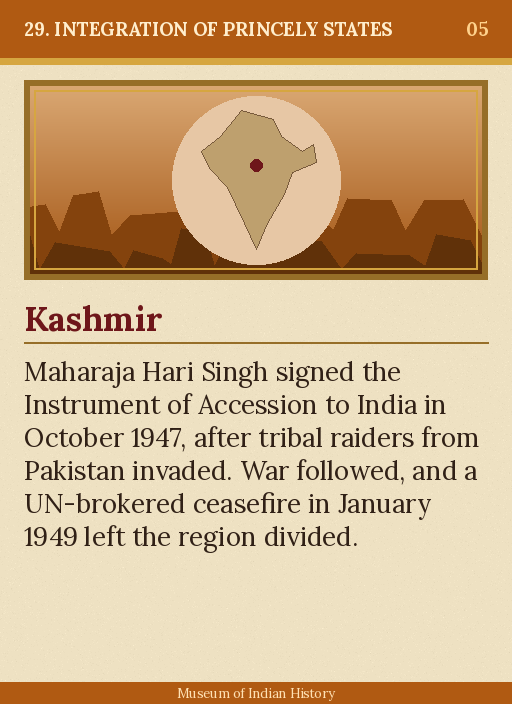 29. INTEGRATION OF PRINCELY STATES 05
Kashmir
Maharaja Hari Singh signed the
Instrument of Accession to India in
October 1947, after tribal raiders from
Pakistan invaded. War followed, and a
UN-brokered ceasefire in January
1949 left the region divided.
Museum of Indian History